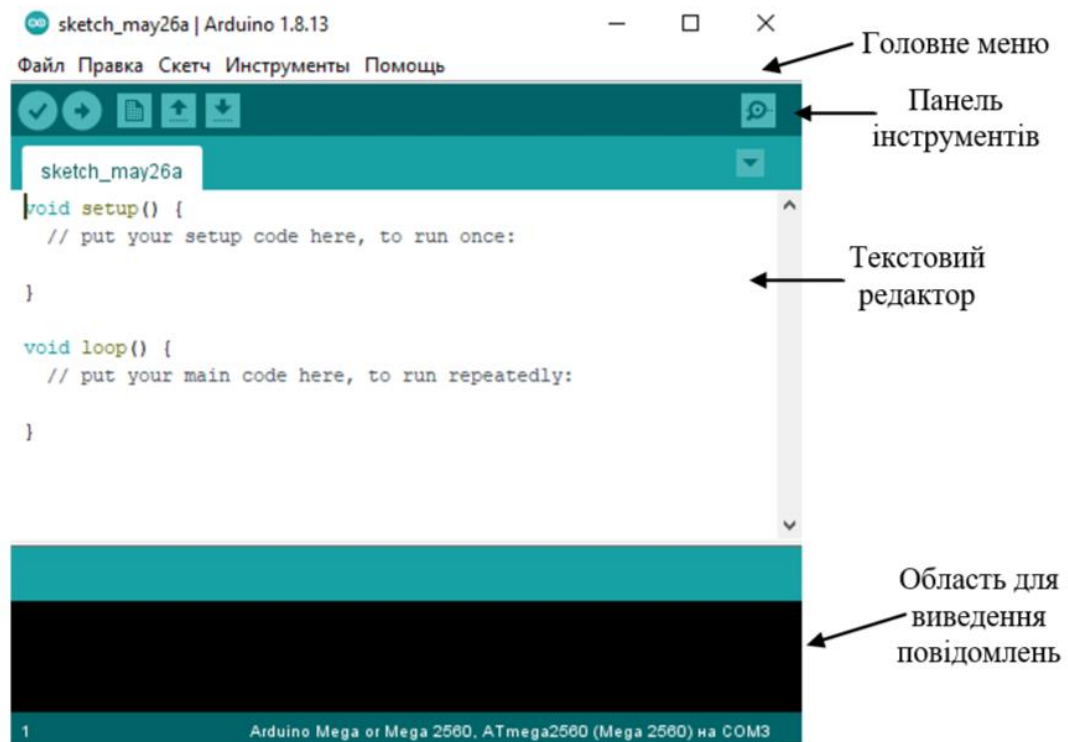 sketch_may26a | Arduino 1.8.13
Файл Правка Скетч Инструменты Помощь
Головне меню
Панель
інструментів
sketch_may26a
void setup() {
// put your setup code here, to run once:
}
void loop() {
// put your main code here, to run repeatedly:
}
Текстовий
редактор
Область для
виведення
повідомлень
1
Arduino Mega or Mega 2560, ATmega2560 (Mega 2560) на COM3